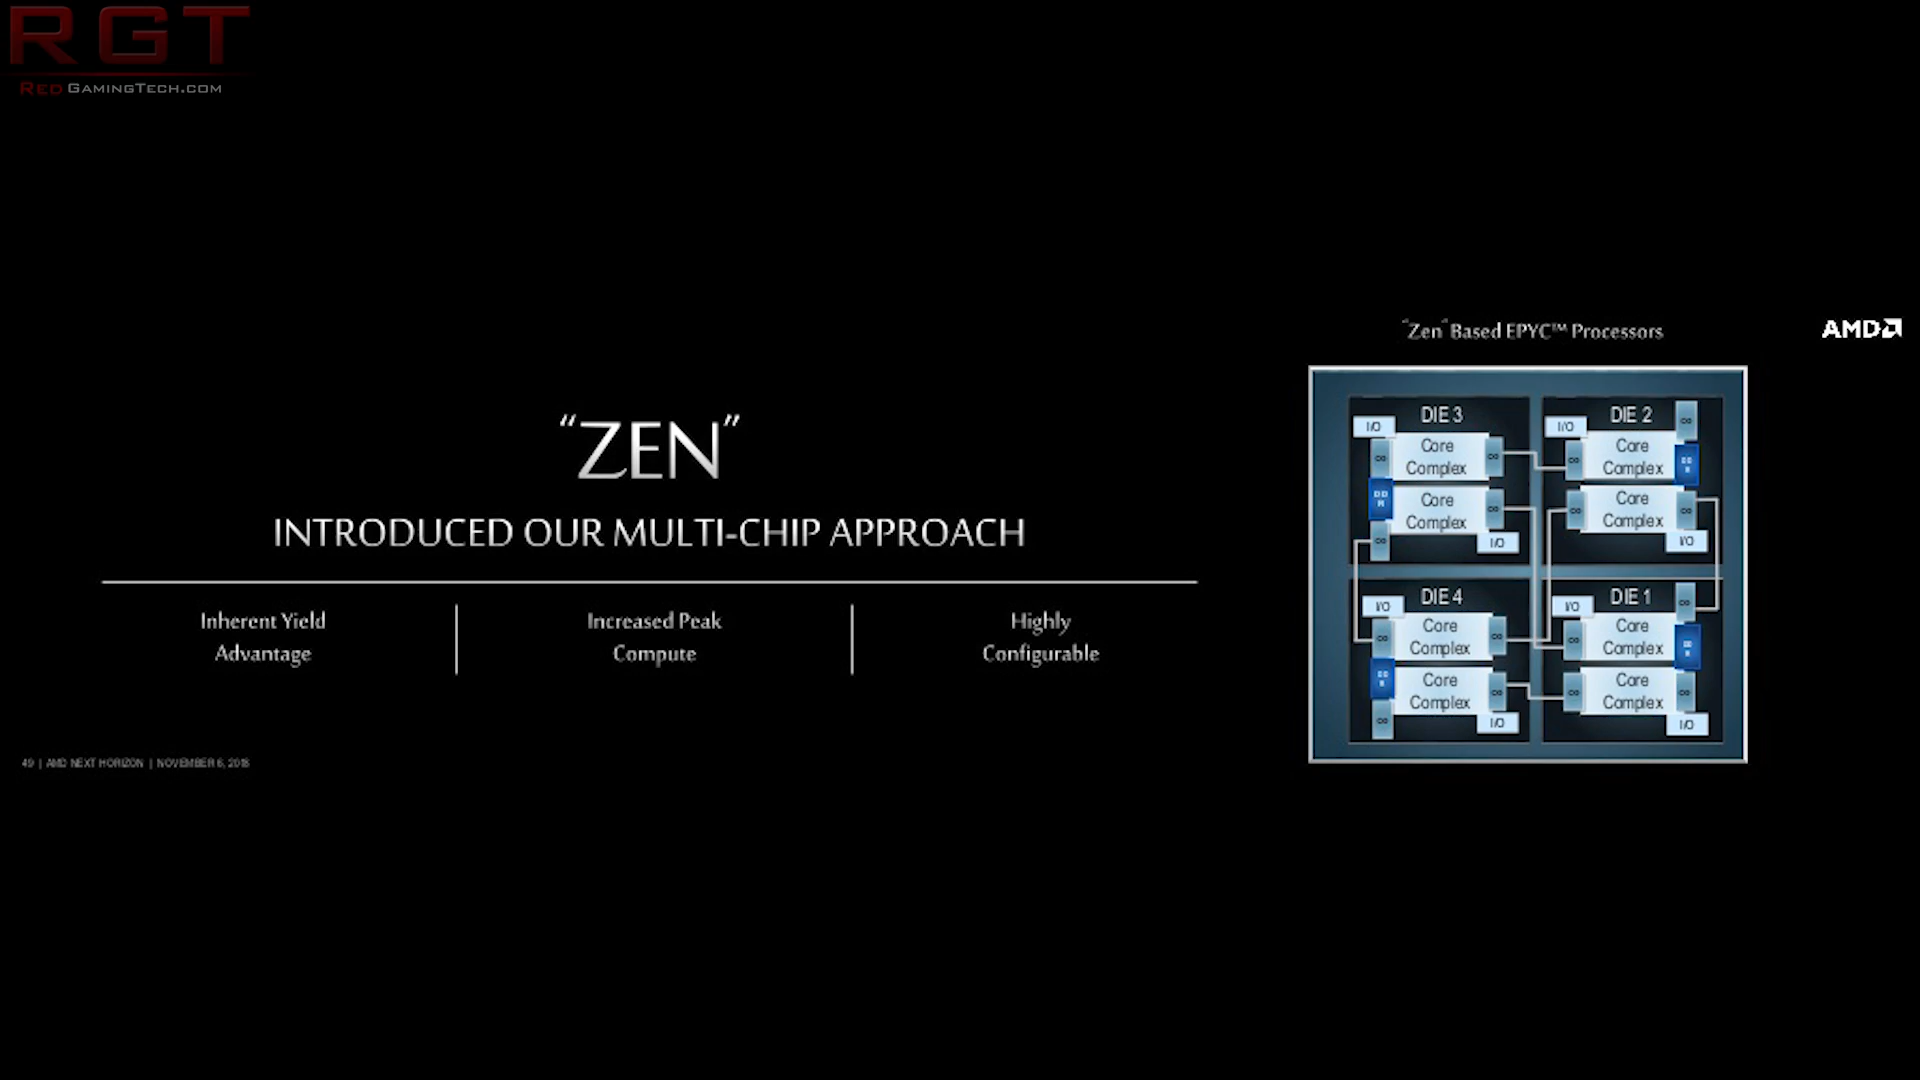 RGT
RED GAMINGTECH.COM
"Zen" Based EPYC™ Processors
AMD
"ZEN"
INTRODUCED OUR MULTI-CHIP APPROACH
Inherent Yield
Advantage
Increased Peak
Compute
Highly
Configurable
DIE 3
I/O
Core
Complex
∞
∞
DD
R
Core
Complex
∞
∞
I/O
DIE 2
I/O
∞
Core
Complex
∞
Core
Complex
∞
∞
I/O
DIE 4
I/O
Core
Complex
∞
∞
Core
Complex
∞
∞
I/O
DIE 1
I/O
∞
Core
Complex
∞
Core
Complex
∞
∞
I/O
49 | AMD NEXT HORIZON | NOVEMBER 6, 2018